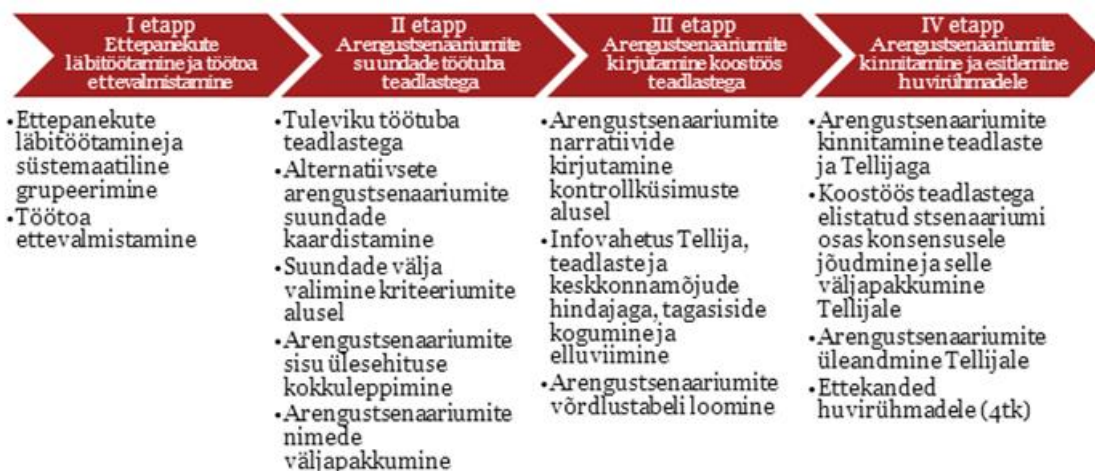 I etapp
Ettepanekute
läbitöötamine ja töötoa
ettevalmistamine
II etapp
Arengustsenaariumite
suundade töötuba
teadlastega
III etapp
Arengustsenaariumite
kirjutamine koostöös
teadlastega
IV etapp
Arengstsenaariumite
kinnitamine ja esitlemine
huvirühmadele
•Ettepanekute
läbitöötamine ja
süstemaatiline
grupeerimine
•Töötoa
ettevalmistamine
•Tuleviku töötuba
teadlastega
•Alternatiivsete
arengustsenaariumite
suundade
kaardistamine
•Suundade välja
valimine kriteeriumite
alusel
•Arengustsenaariumite
sisu ülesehituse
kokkuleppimine
•Arengustsenaariumite
nimede
väljapakkumine
•Arengustsenaariumite
narratiivide
kirjutamine
kontrollküsimuste
alusel
•Infovahetus Tellija,
teadlaste ja
keskkonnamõjude
hindajaga, tagasiside
kogumine ja
elluviimine
•Arengustsenaariumite
võrdlustabeli loomine
•Arengustsenaariumite
kinnitamine teadlaste
ja Tellijaga
•Koostöös teadlastega
elistatud stsenaariumi
osas konsensusele
jõudmine ja selle
väljapakkumine
Tellijale
•Arengustsenaariumite
üleandmine Tellijale
•Ettekanded
huvirühmadele (4tk)